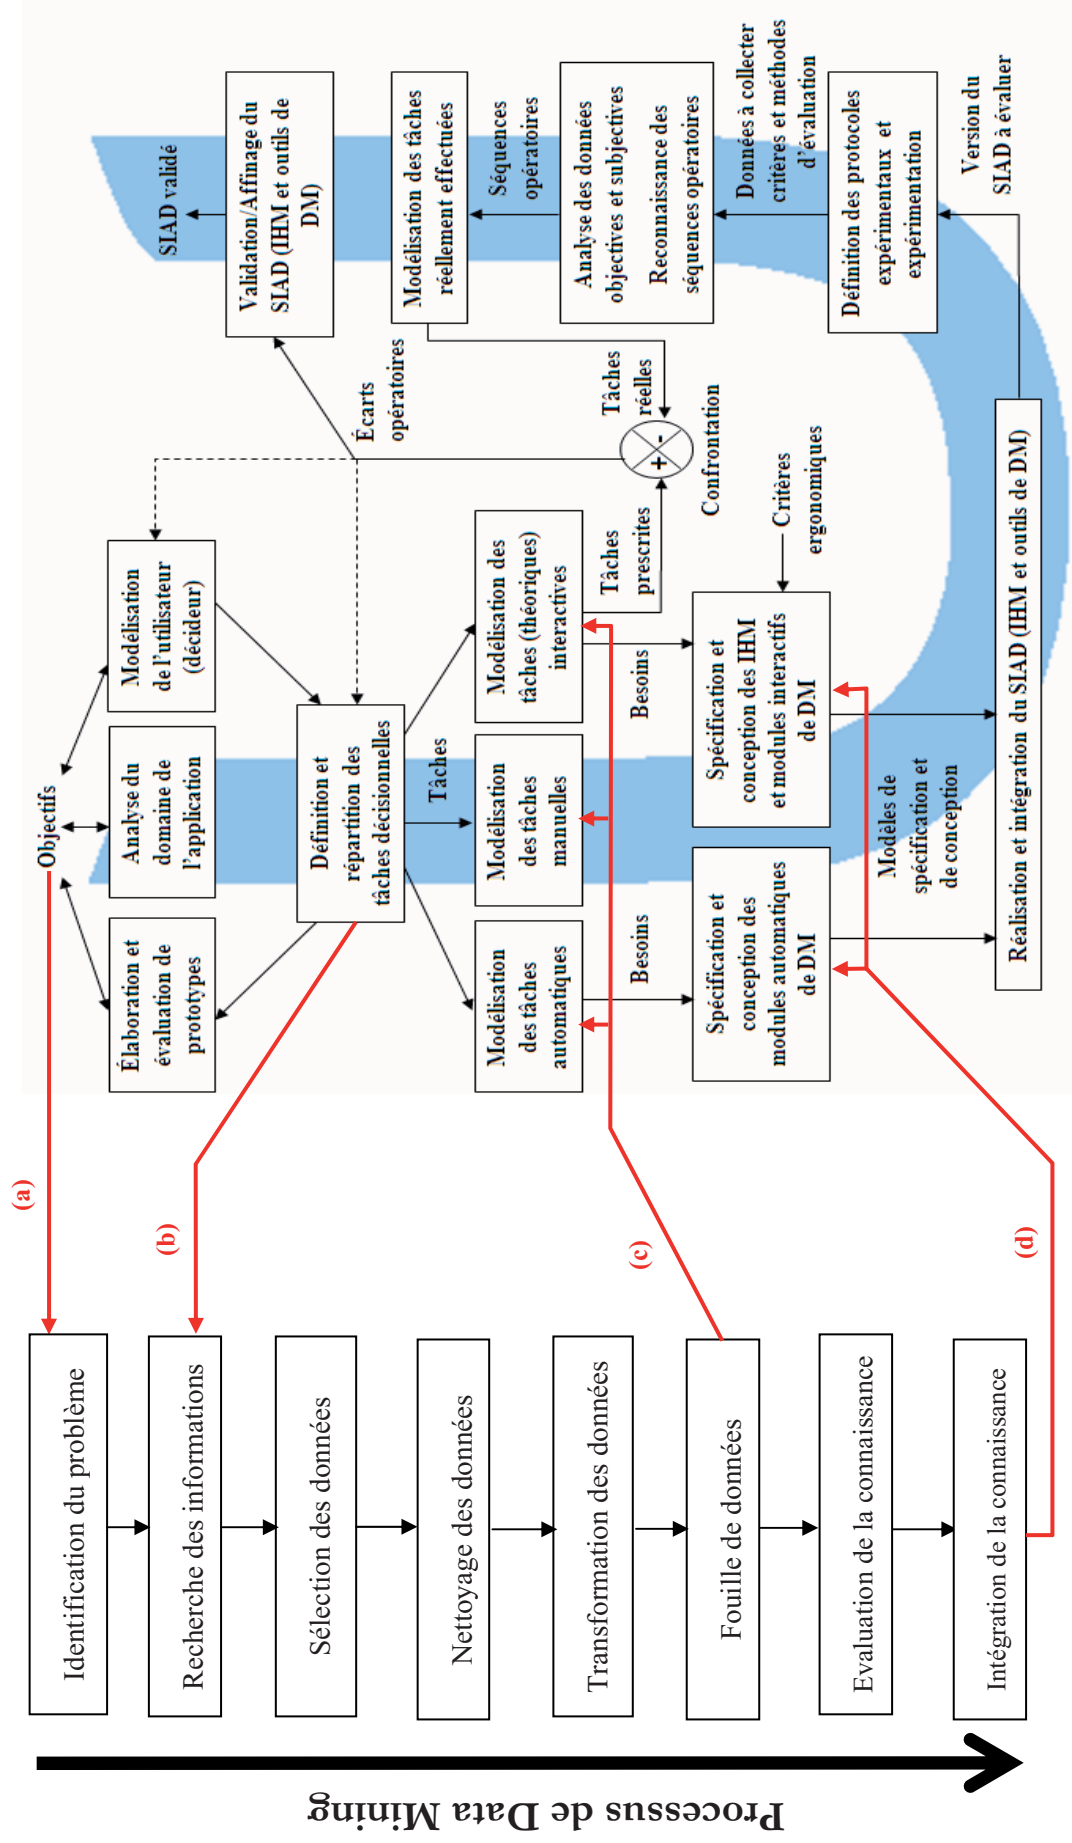 Processus de Data Mining
Identification du problème
Recherche des informations
Sélection des données
Nettoyage des données
Transformation des données
Fouille de données
Evaluation de la connaissance
Intégration de la connaissance
(a)
(b)
(c)
(d)
Objectifs
Élaboration et
évaluation de
prototypes
Analyse du
domaine de
l'application
Modélisation
de l'utilisateur
(décideur)
Définition et
répartition des
tâches décisionnelles
Tâches
Modélisation
des tâches
automatiques
Modélisation
des tâches
manuelles
Modélisation des
tâches (théoriques)
interactives
Besoins
Besoins
Tâches
prescrites
Spécification et
conception des
modules automatiques
de DM
Spécification et
conception des IHM
et modules interactifs
de DM
Critères
ergonomiques
Modèles de
spécification et
de conception
Réalisation et intégration du SIAD (IHM et outils de DM)
Version du
SIAD à évaluer
Définition des protocoles
expérimentaux et
expérimentation
Données à collecter
critères et méthodes
d'évaluation
Analyse des données
objectives et subjectives
Reconnaissance des
séquences opératoires
Séquences
opératoires
Modélisation des tâches
réellement effectuées
Tâches
réelles
+ -
Confrontation
Écarts
opératoires
Validation/Affinage du
SIAD (IHM et outils de
DM)
SIAD validé